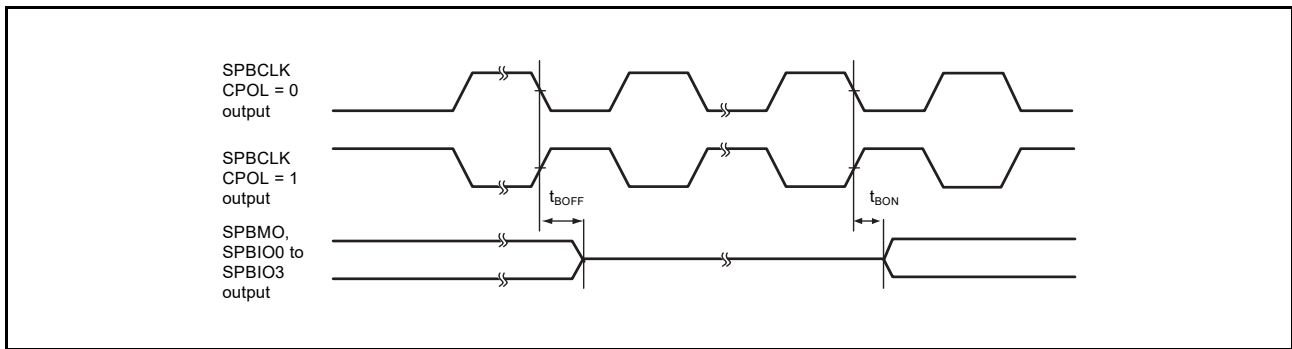 SPBCLK
CPOL = 0
output
SPBCLK
CPOL = 1
output
tBOFF
tBON
SPBMO,
SPBIO0 to
SPBIO3
output